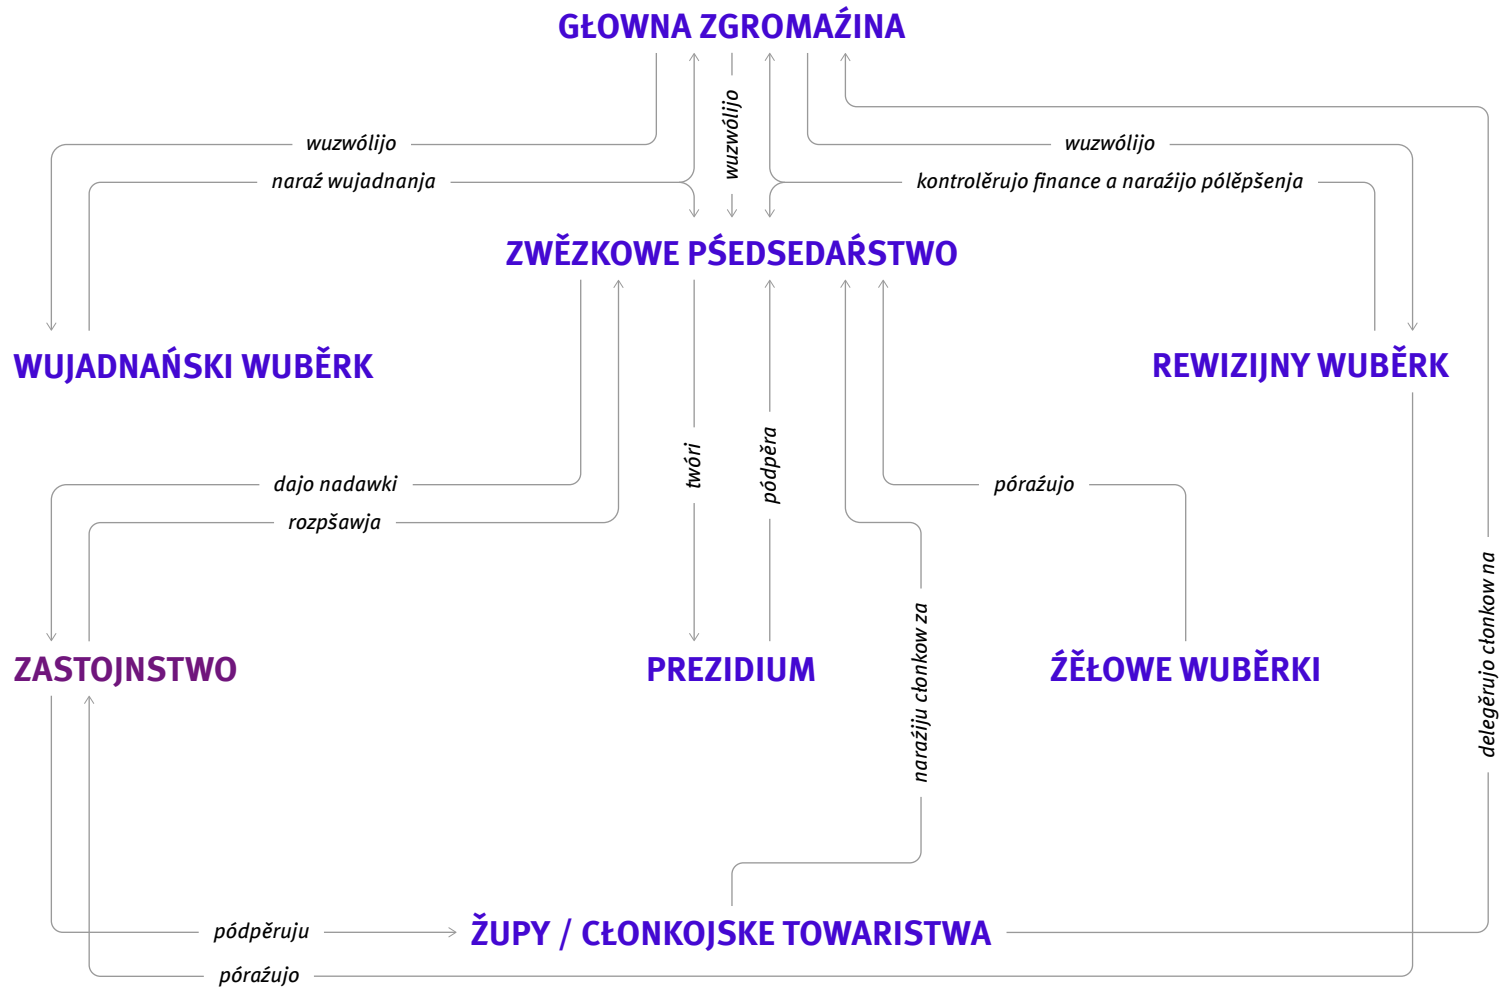 GŁOWNA ZGROMAŹINA
wuzwólijo
wuzwólijo
wuzwólijo
naraź wujadnanja
kontrolěrujo finance a naraźijo pólěpšenja
ZWĚZKOWE PŚEDSEDAŔSTWO
WUJADNAŃSKI WUBĚRK
REWIZIJNY WUBĚRK
dajo nadawki
rozpšawja
twóri
pódpěra
póraźujo
naraźiju cłonkow za
delegěrujo cłonkow na
ZASTOJNSTWO
PREZIDIUM
ŹĚŁOWE WUBĚRKI
pódpěruju
ŽUPY / CŁONKOJSKE TOWARISTWA
póraźujo